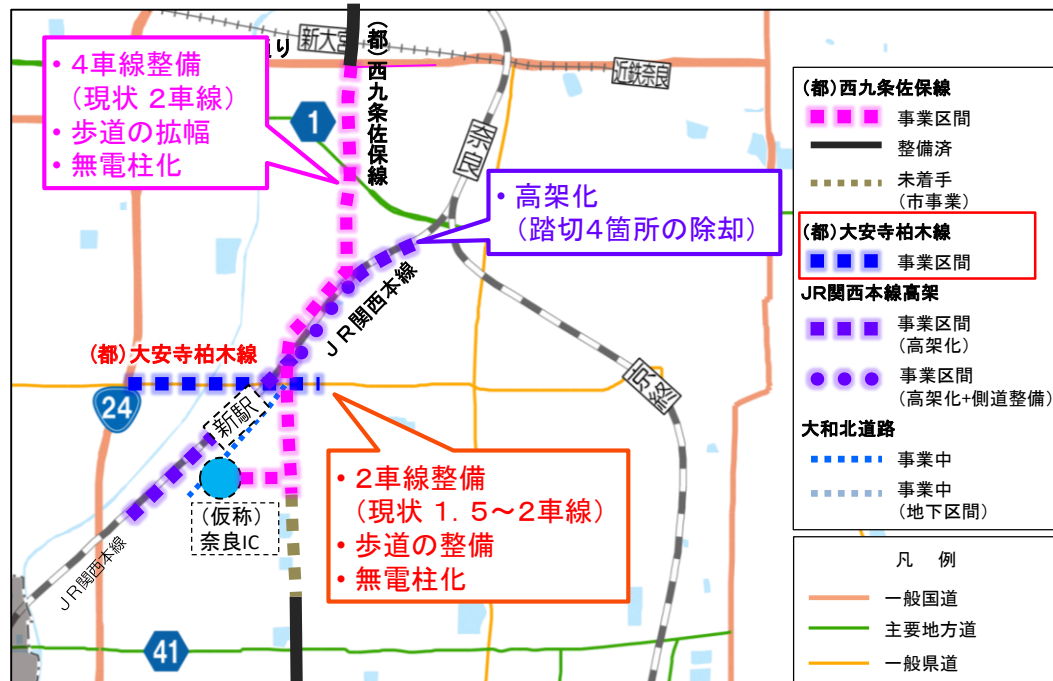 新大宮
り
近鉄奈良
(都)西九条佐保線
・4車線整備
(現状 2車線)
・歩道の拡幅
・無電柱化
1
奈良
・高架化
(踏切4箇所の除却)
JR関西本線
(都)大安寺柏木線
24
新駅
京終
(仮称)
奈良IC
・2車線整備
(現状 1.5~2車線)
・歩道の整備
・無電柱化
JR関西本線
41
(都)西九条佐保線
事業区間
整備済
未着手
(市事業)
(都)大安寺柏木線
事業区間
JR関西本線高架
事業区間
(高架化)
事業区間
(高架化+側道整備)
大和北道路
事業中
事業中
(地下区間)
凡 例
一般国道
主要地方道
一般県道